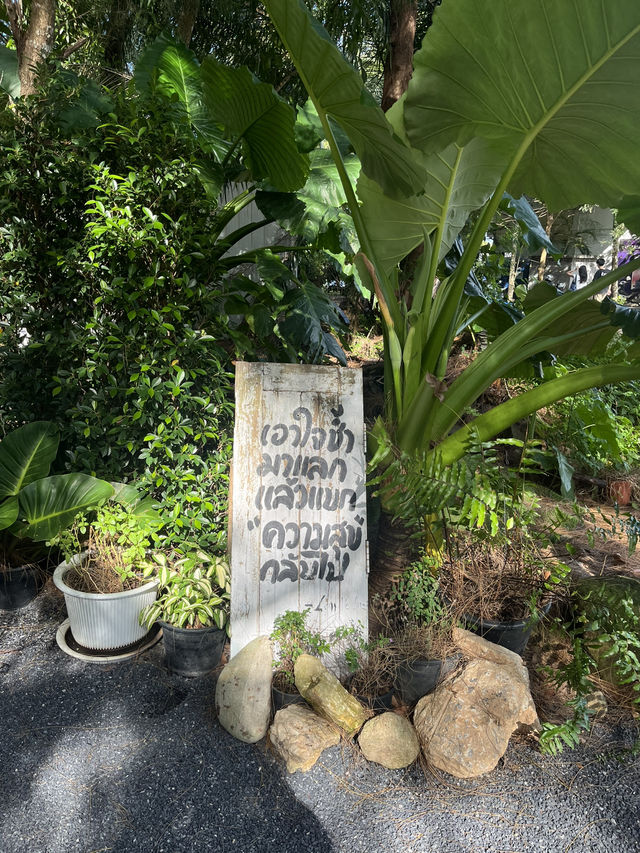 เอาใจช้ำ
มาแลก
แล้วแบก
"ความสุข
กลับไป